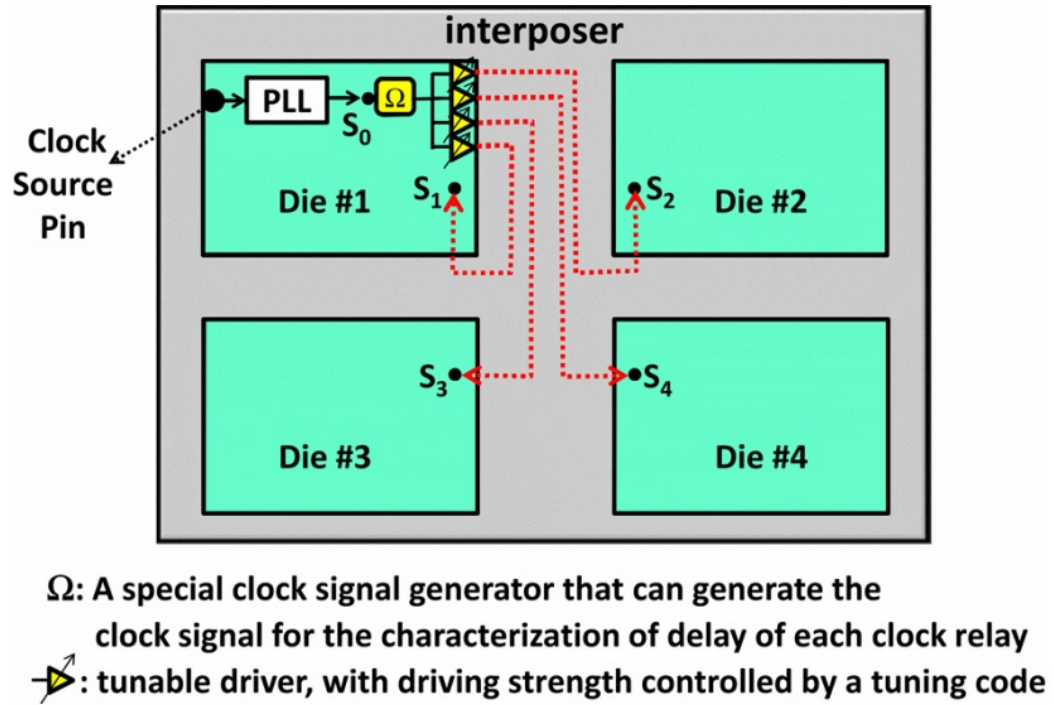 interposer
PLL
Ω
S0
Clock
Source
Pin
Die #1
S1
S2
Die #2
S3
S4
Die #3
Die #4
Ω: A special clock signal generator that can generate the
clock signal for the characterization of delay of each clock relay
: tunable driver, with driving strength controlled by a tuning code